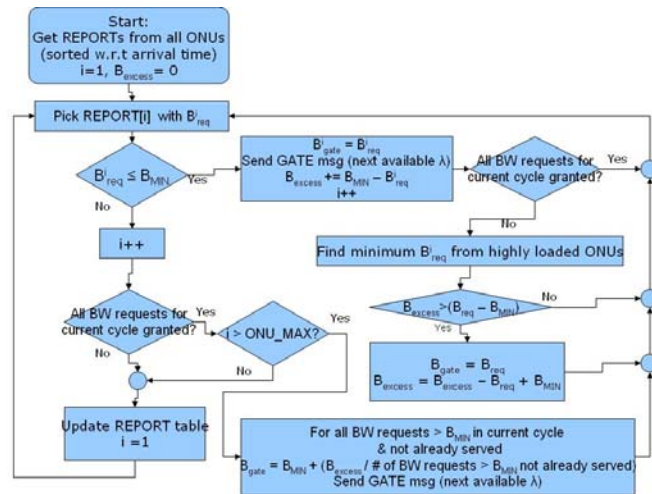 Start:
Get REPORTs from all ONUs
(sorted w.r.t arrival time)
i=1, B_excess = 0
Pick REPORT[i] with B^i_req
B^i_req ≤ B_MIN
Yes
No
B^i_gate = B^i_req
Send GATE msg (next available λ)
B_excess += B_MIN − B^i_req
i++
All BW requests for
current cycle granted?
Yes
No
i++
Find minimum B^i_req from highly loaded ONUs
B_excess >(B_req − B_MIN)
No
Yes
All BW requests for
current cycle granted?
Yes
No
i > ONU_MAX?
Yes
No
B_gate = B_req
B_excess = B_excess − B_req + B_MIN
Update REPORT table
i =1
For all BW requests > B_MIN in current cycle
& not already served
B_gate = B_MIN + (B_excess / # of BW requests > B_MIN not already served)
Send GATE msg (next available λ)